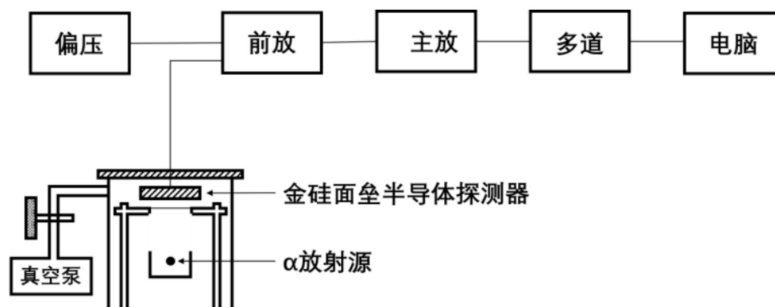 偏压
前放
主放
多道
电脑
金硅面垒半导体探测器
α放射源
真空泵